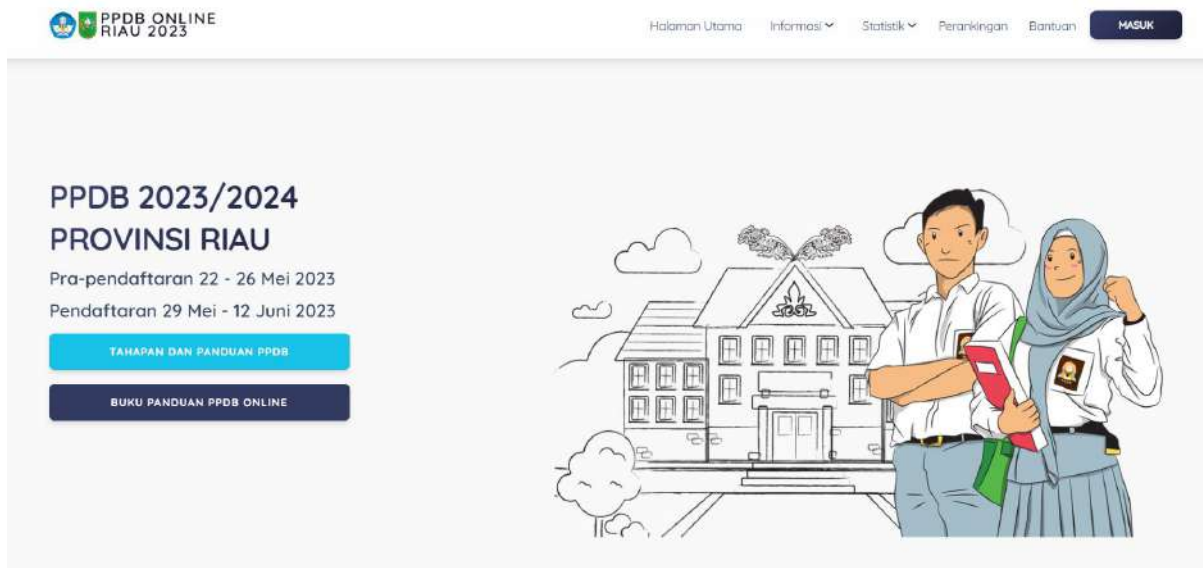 PPDB ONLINE
RIAU 2023
Halaman Utama Informasi Statistik Perankingan Bantuan MASUK
PPDB 2023/2024
PROVINSI RIAU
Pra-pendaftaran 22 - 26 Mei 2023
Pendaftaran 29 Mei - 12 Juni 2023
TAHAPAN DAN PANDUAN PPDB
BUKU PANDUAN PPDB ONLINE